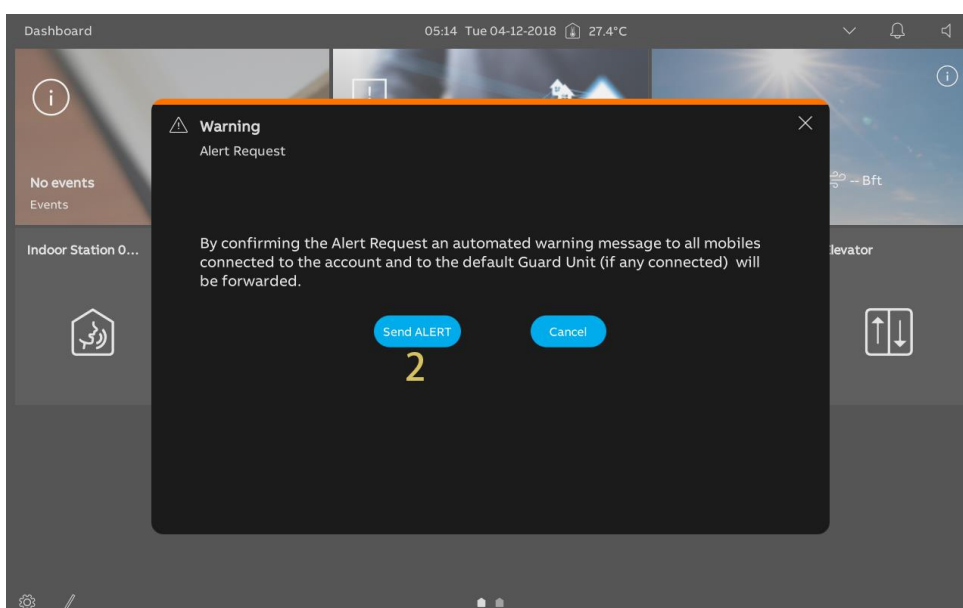 Dashboard
05:14 Tue 04-12-2018 27.4°C
Warning
Alert Request
No events
Events
-- Bft
Indoor Station 0...
levator
By confirming the Alert Request an automated warning message to all mobiles
connected to the account and to the default Guard Unit (if any connected) will
be forwarded.
Send ALERT
Cancel
2